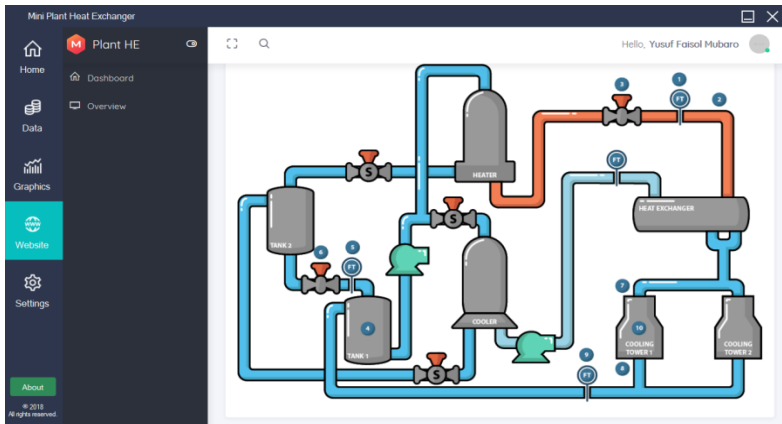 Mini Plant Heat Exchanger
Home
Data
Graphics
www
Website
Settings
About
© 2018
All rights reserved.
M
Plant HE
Dashboard
Overview
Hello, Yusuf Faisol Mubaro
3
1
2
FT
FT
S
HEATER
HEAT EXCHANGER
S
TANK 2
6
5
FT
7
4
COOLER
10
TANK 1
COOLING
TOWER 1
COOLING
TOWER 2
9
8
S
FT